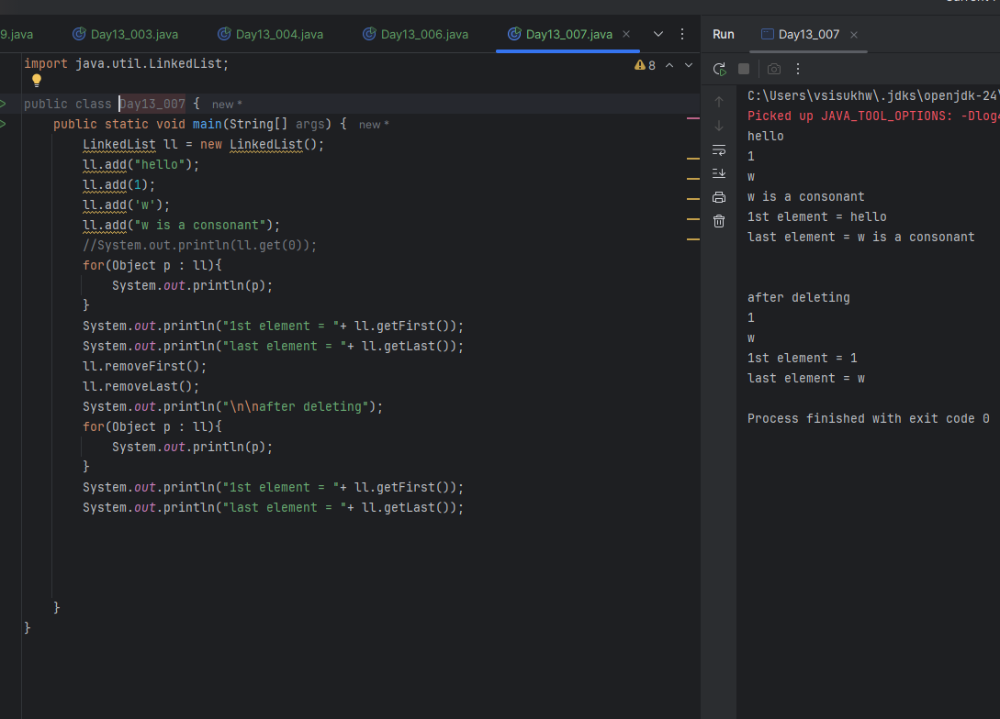 9.java
Day13_003.java
Day13_004.java
Day13_006.java
Day13_007.java
Run
Day13_007
8
import java.util.LinkedList;
public class Day13_007 { new *
public static void main(String[] args) { new *
LinkedList ll = new LinkedList();
ll.add("hello");
ll.add(1);
ll.add('w');
ll.add("w is a consonant");
//System.out.println(ll.get(0));
for(Object p : ll){
System.out.println(p);
}
System.out.println("1st element = "+ ll.getFirst());
System.out.println("last element = "+ ll.getLast());
ll.removeFirst();
ll.removeLast();
System.out.println("\n\nafter deleting");
for(Object p : ll){
System.out.println(p);
}
System.out.println("1st element = "+ ll.getFirst());
System.out.println("last element = "+ ll.getLast());
}
}
C:\Users\vsisukhw\.jdks\openjdk-24\
Picked up JAVA_TOOL_OPTIONS: -Dlog4
hello
1
w
w is a consonant
1st element = hello
last element = w is a consonant
after deleting
1
w
1st element = 1
last element = w
Process finished with exit code 0